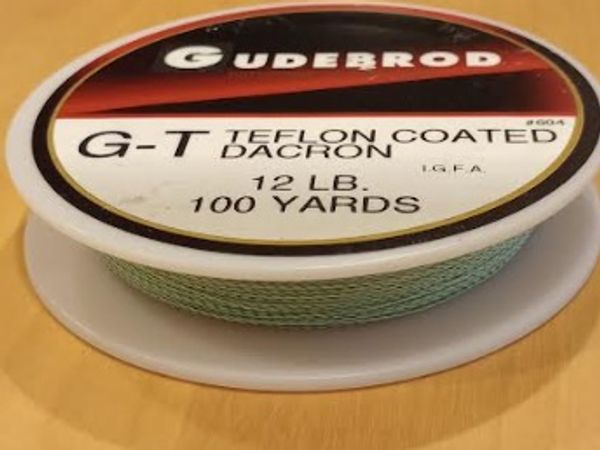 GUDEBROD
#604
G-T TEFLON COATED
DACRON
I.G.F.A.
12 LB.
100 YARDS